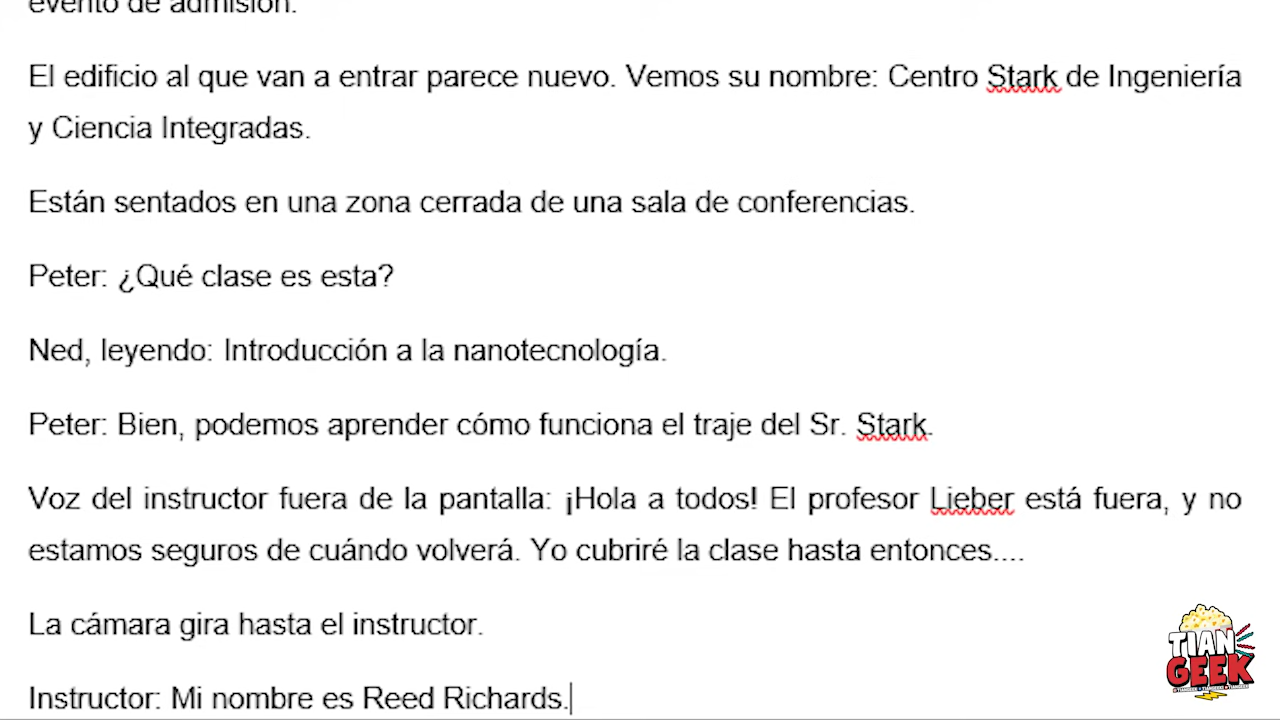 evento de admisión.
El edificio al que van a entrar parece nuevo. Vemos su nombre: Centro Stark de Ingeniería
y Ciencia Integradas.
Están sentados en una zona cerrada de una sala de conferencias.
Peter: ¿Qué clase es esta?
Ned, leyendo: Introducción a la nanotecnología.
Peter: Bien, podemos aprender cómo funciona el traje del Sr. Stark.
Voz del instructor fuera de la pantalla: ¡Hola a todos! El profesor Lieber está fuera, y no
estamos seguros de cuándo volverá. Yo cubriré la clase hasta entonces....
La cámara gira hasta el instructor.
Instructor: Mi nombre es Reed Richards.
TIAN
GEEK